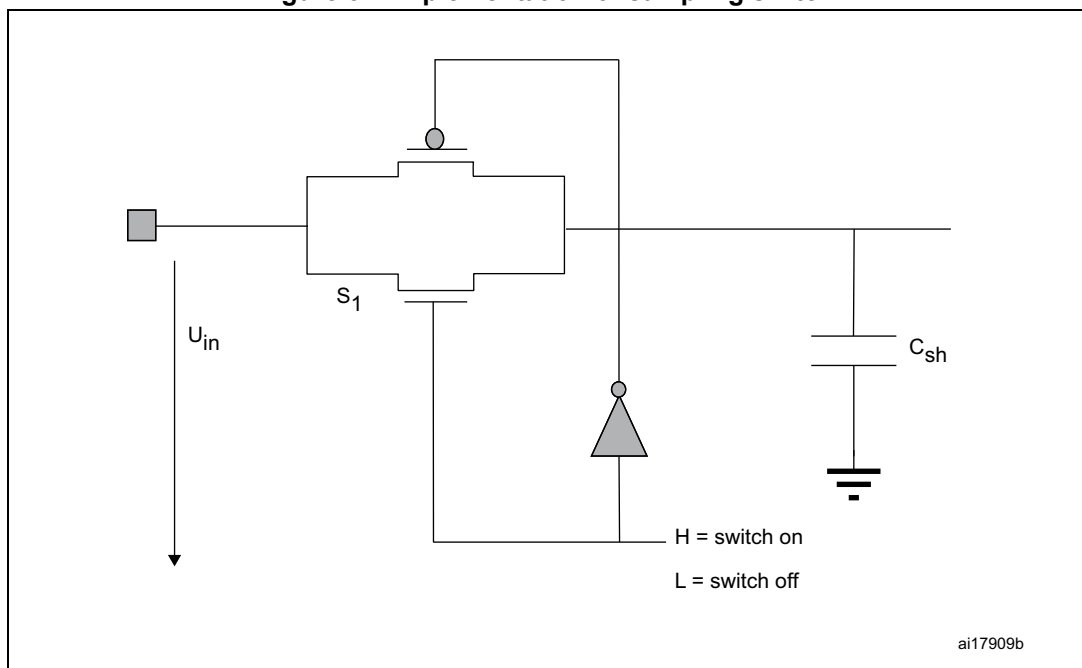 S1
Uin
Csh
H = switch on
L = switch off
ai17909b